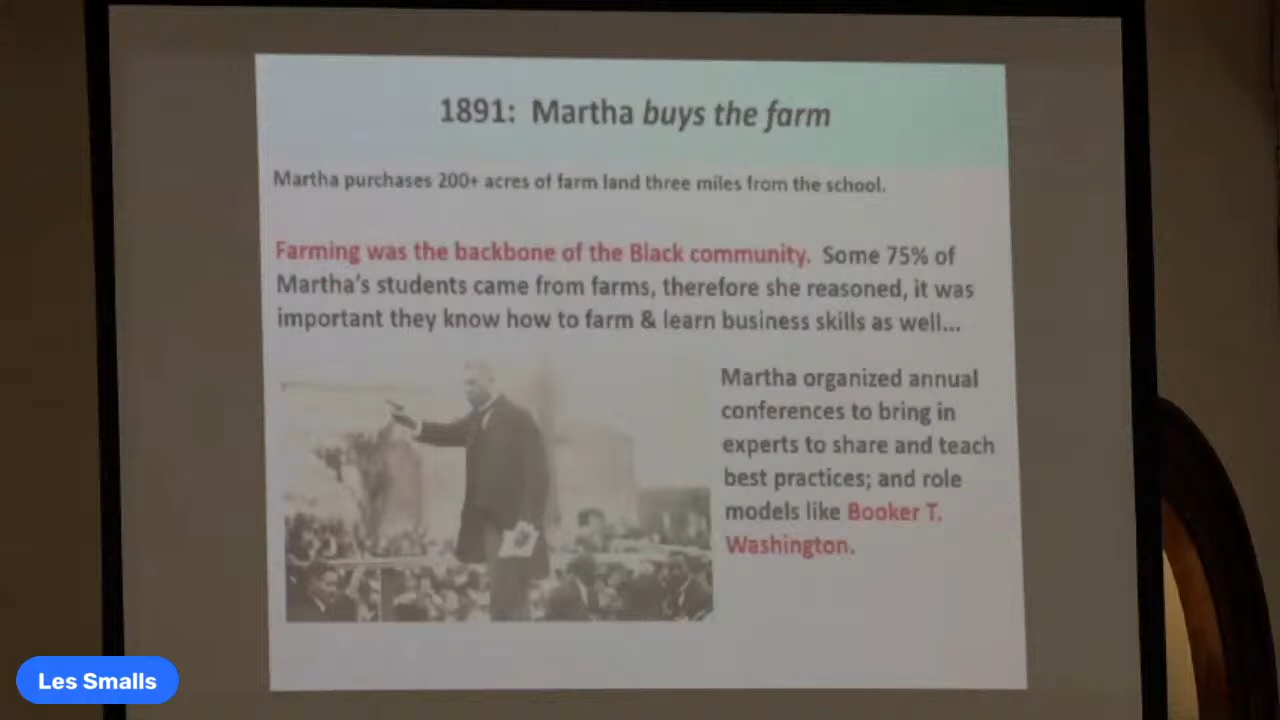 1891:  Martha buys the farm
Martha purchases 200+ acres of farm land three miles from the school.
Farming was the backbone of the Black community.  Some 75% of
Martha's students came from farms, therefore she reasoned, it was
important they know how to farm & learn business skills as well...
Martha organized annual
conferences to bring in
experts to share and teach
best practices; and role
models like Booker T.
Washington.
Les Smalls